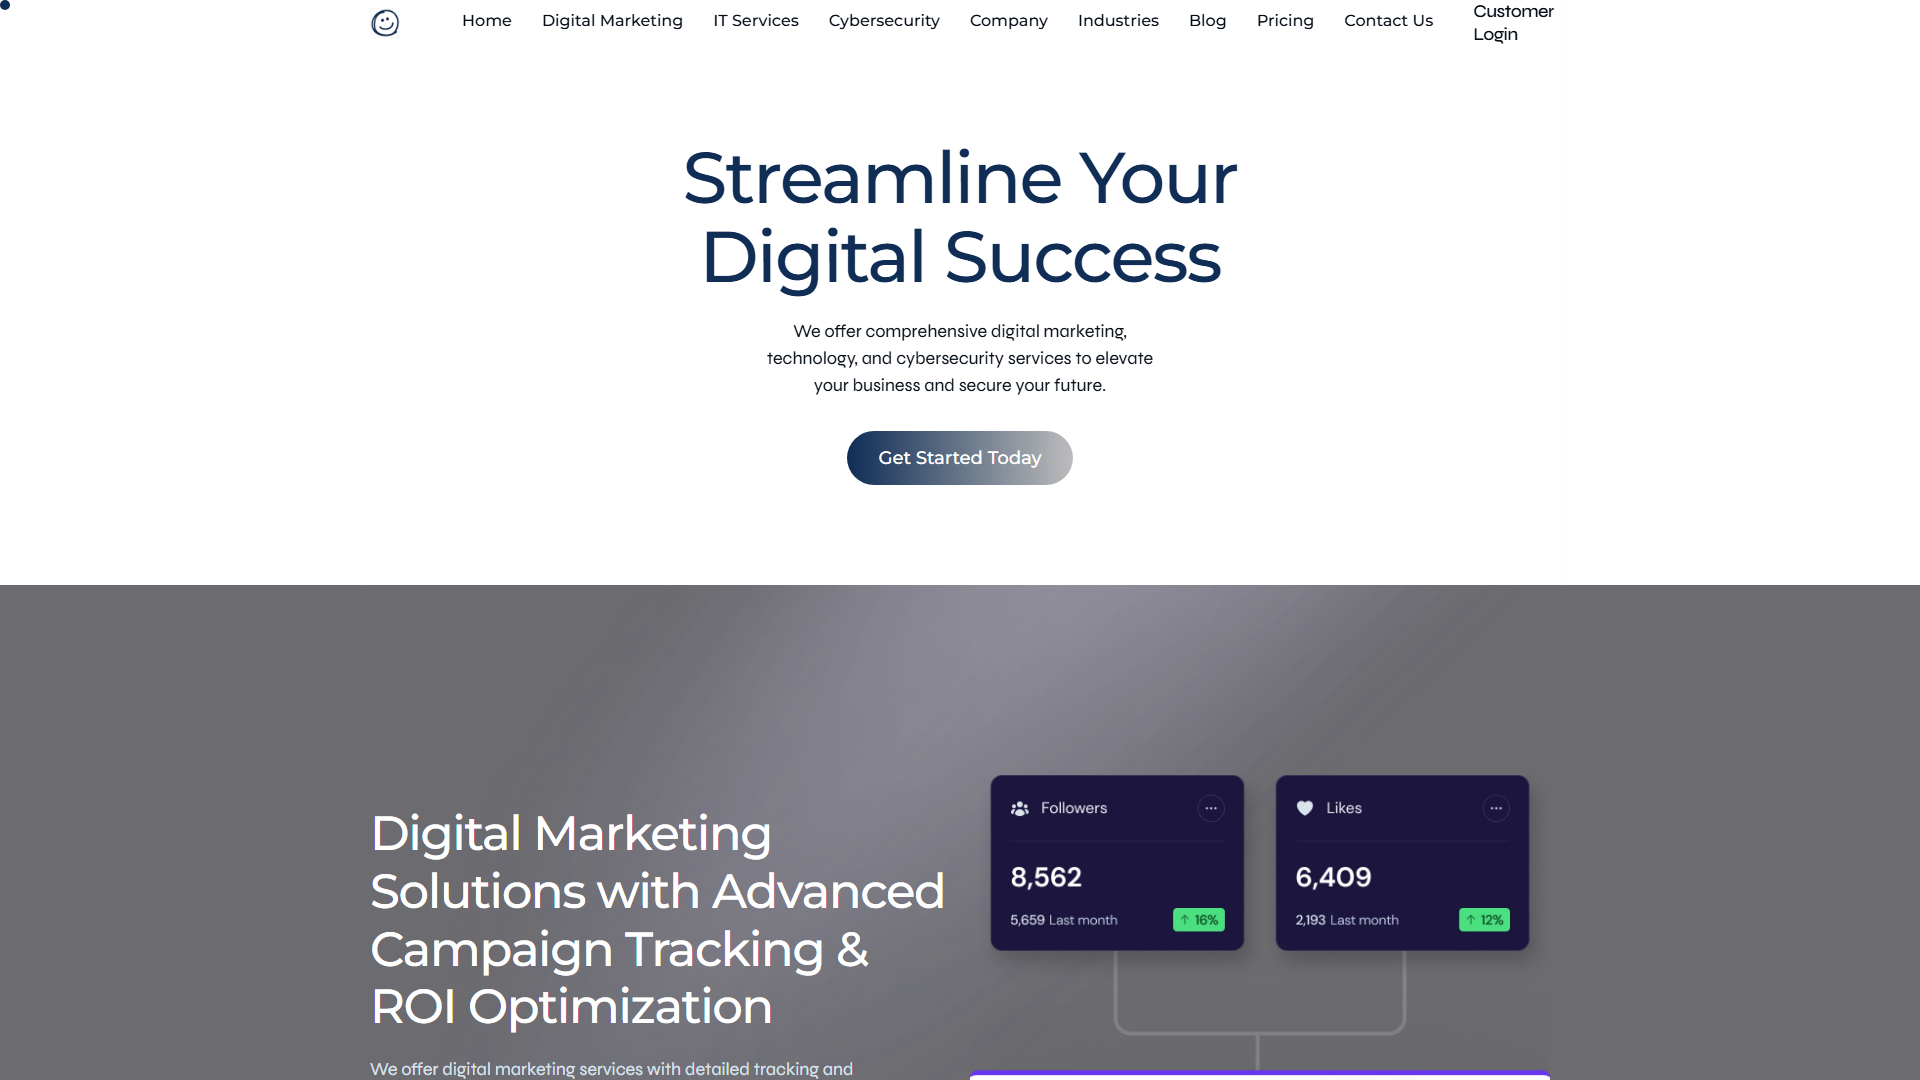 Home Digital Marketing IT Services Cybersecurity Company Industries Blog Pricing Contact Us Customer Login
Streamline Your
Digital Success
We offer comprehensive digital marketing,
technology, and cybersecurity services to elevate
your business and secure your future.
Get Started Today
Digital Marketing
Solutions with Advanced
Campaign Tracking &
ROI Optimization
We offer digital marketing services with detailed tracking and
Followers
8,562
5,659 Last month ↑ 16%
Likes
6,409
2,193 Last month ↑ 12%